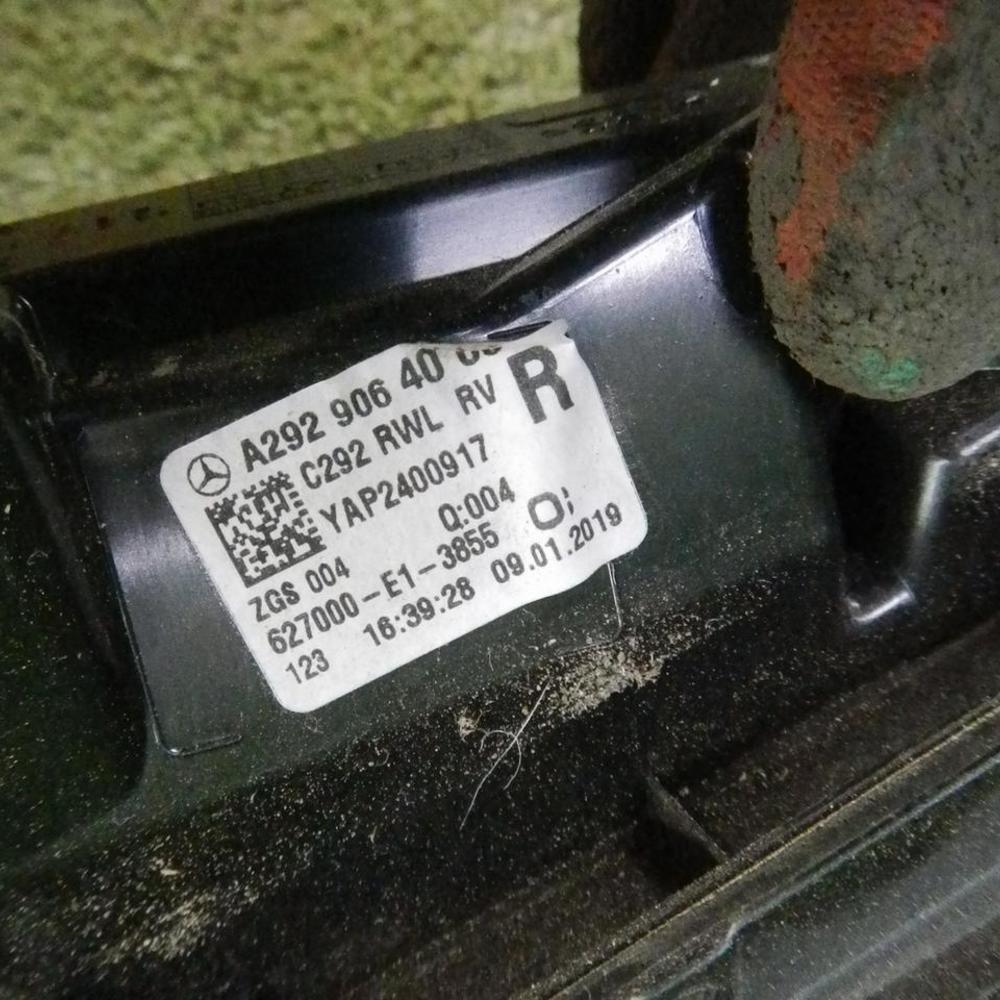 A292 906 40
C292 RWL RV R
YAP2400917
Q:004
ZGS 004
627000-E1-3855
123 16:39:28 09.01.2019